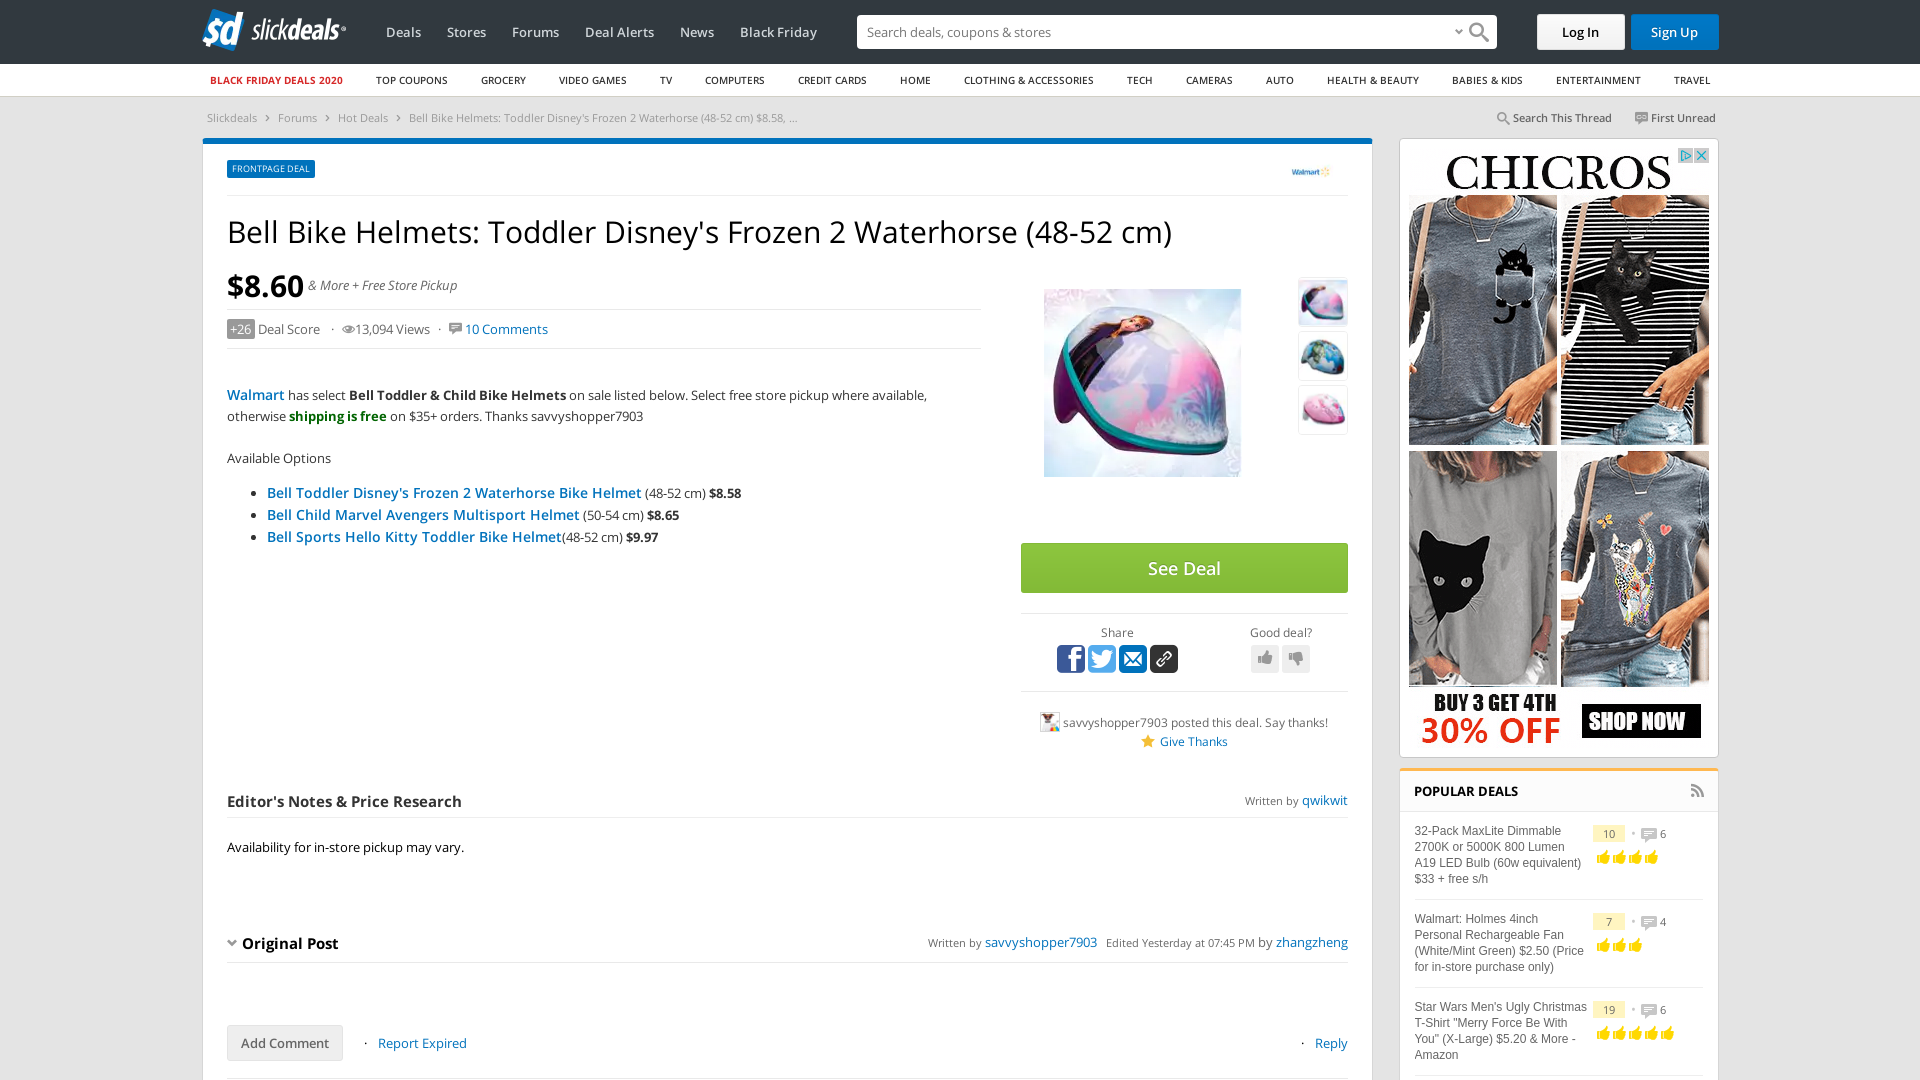 slickdeals
Deals
Stores
Forums
Deal Alerts
News
Black Friday
Search deals, coupons & stores
Log In
Sign Up
BLACK FRIDAY DEALS 2020
TOP COUPONS
GROCERY
VIDEO GAMES
TV
COMPUTERS
CREDIT CARDS
HOME
CLOTHING & ACCESSORIES
TECH
CAMERAS
AUTO
HEALTH & BEAUTY
BABIES & KIDS
ENTERTAINMENT
TRAVEL
Slickdeals › Forums › Hot Deals › Bell Bike Helmets: Toddler Disney's Frozen 2 Waterhorse (48-52 cm) $8.58, ...
Search This Thread
First Unread
FRONTPAGE DEAL
Walmart
Bell Bike Helmets: Toddler Disney's Frozen 2 Waterhorse (48-52 cm)
$8.60 & More + Free Store Pickup
+26 Deal Score · 13,094 Views · 10 Comments
Walmart has select Bell Toddler & Child Bike Helmets on sale listed below. Select free store pickup where available,
otherwise shipping is free on $35+ orders. Thanks savvyshopper7903
Available Options
• Bell Toddler Disney's Frozen 2 Waterhorse Bike Helmet (48-52 cm) $8.58
• Bell Child Marvel Avengers Multisport Helmet (50-54 cm) $8.65
• Bell Sports Hello Kitty Toddler Bike Helmet(48-52 cm) $9.97
See Deal
Share
Good deal?
savvyshopper7903 posted this deal. Say thanks!
Give Thanks
Editor's Notes & Price Research
Written by qwikwit
Availability for in-store pickup may vary.
Original Post
Written by savvyshopper7903 Edited Yesterday at 07:45 PM by zhangzheng
Add Comment
· Report Expired
· Reply
CHICROS
BUY 3 GET 4TH
30% OFF
SHOP NOW
POPULAR DEALS
32-Pack MaxLite Dimmable
2700K or 5000K 800 Lumen
A19 LED Bulb (60w equivalent)
$33 + free s/h
10 • 6
Walmart: Holmes 4inch
Personal Rechargeable Fan
(White/Mint Green) $2.50 (Price
for in-store purchase only)
7 • 4
Star Wars Men's Ugly Christmas
T-Shirt "Merry Force Be With
You" (X-Large) $5.20 & More -
Amazon
19 • 6